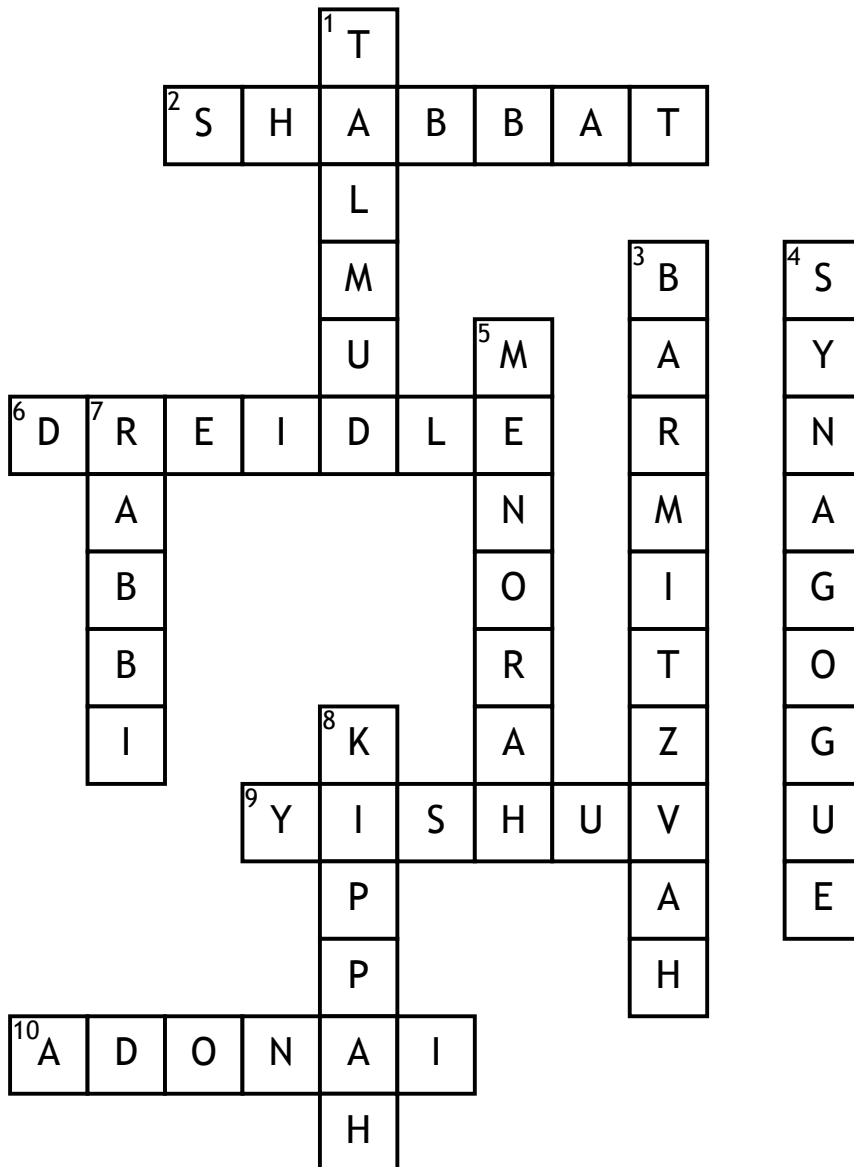 1 T
2 S H A B B A T
L
M 3 B 4 S
U 5 M A Y
6 D 7 R E I D L E R N
A N M A
B O I G
B R T O
I 8 K A Z G
9 Y I S H U V U
P A E
P H
10 A D O N A I
H